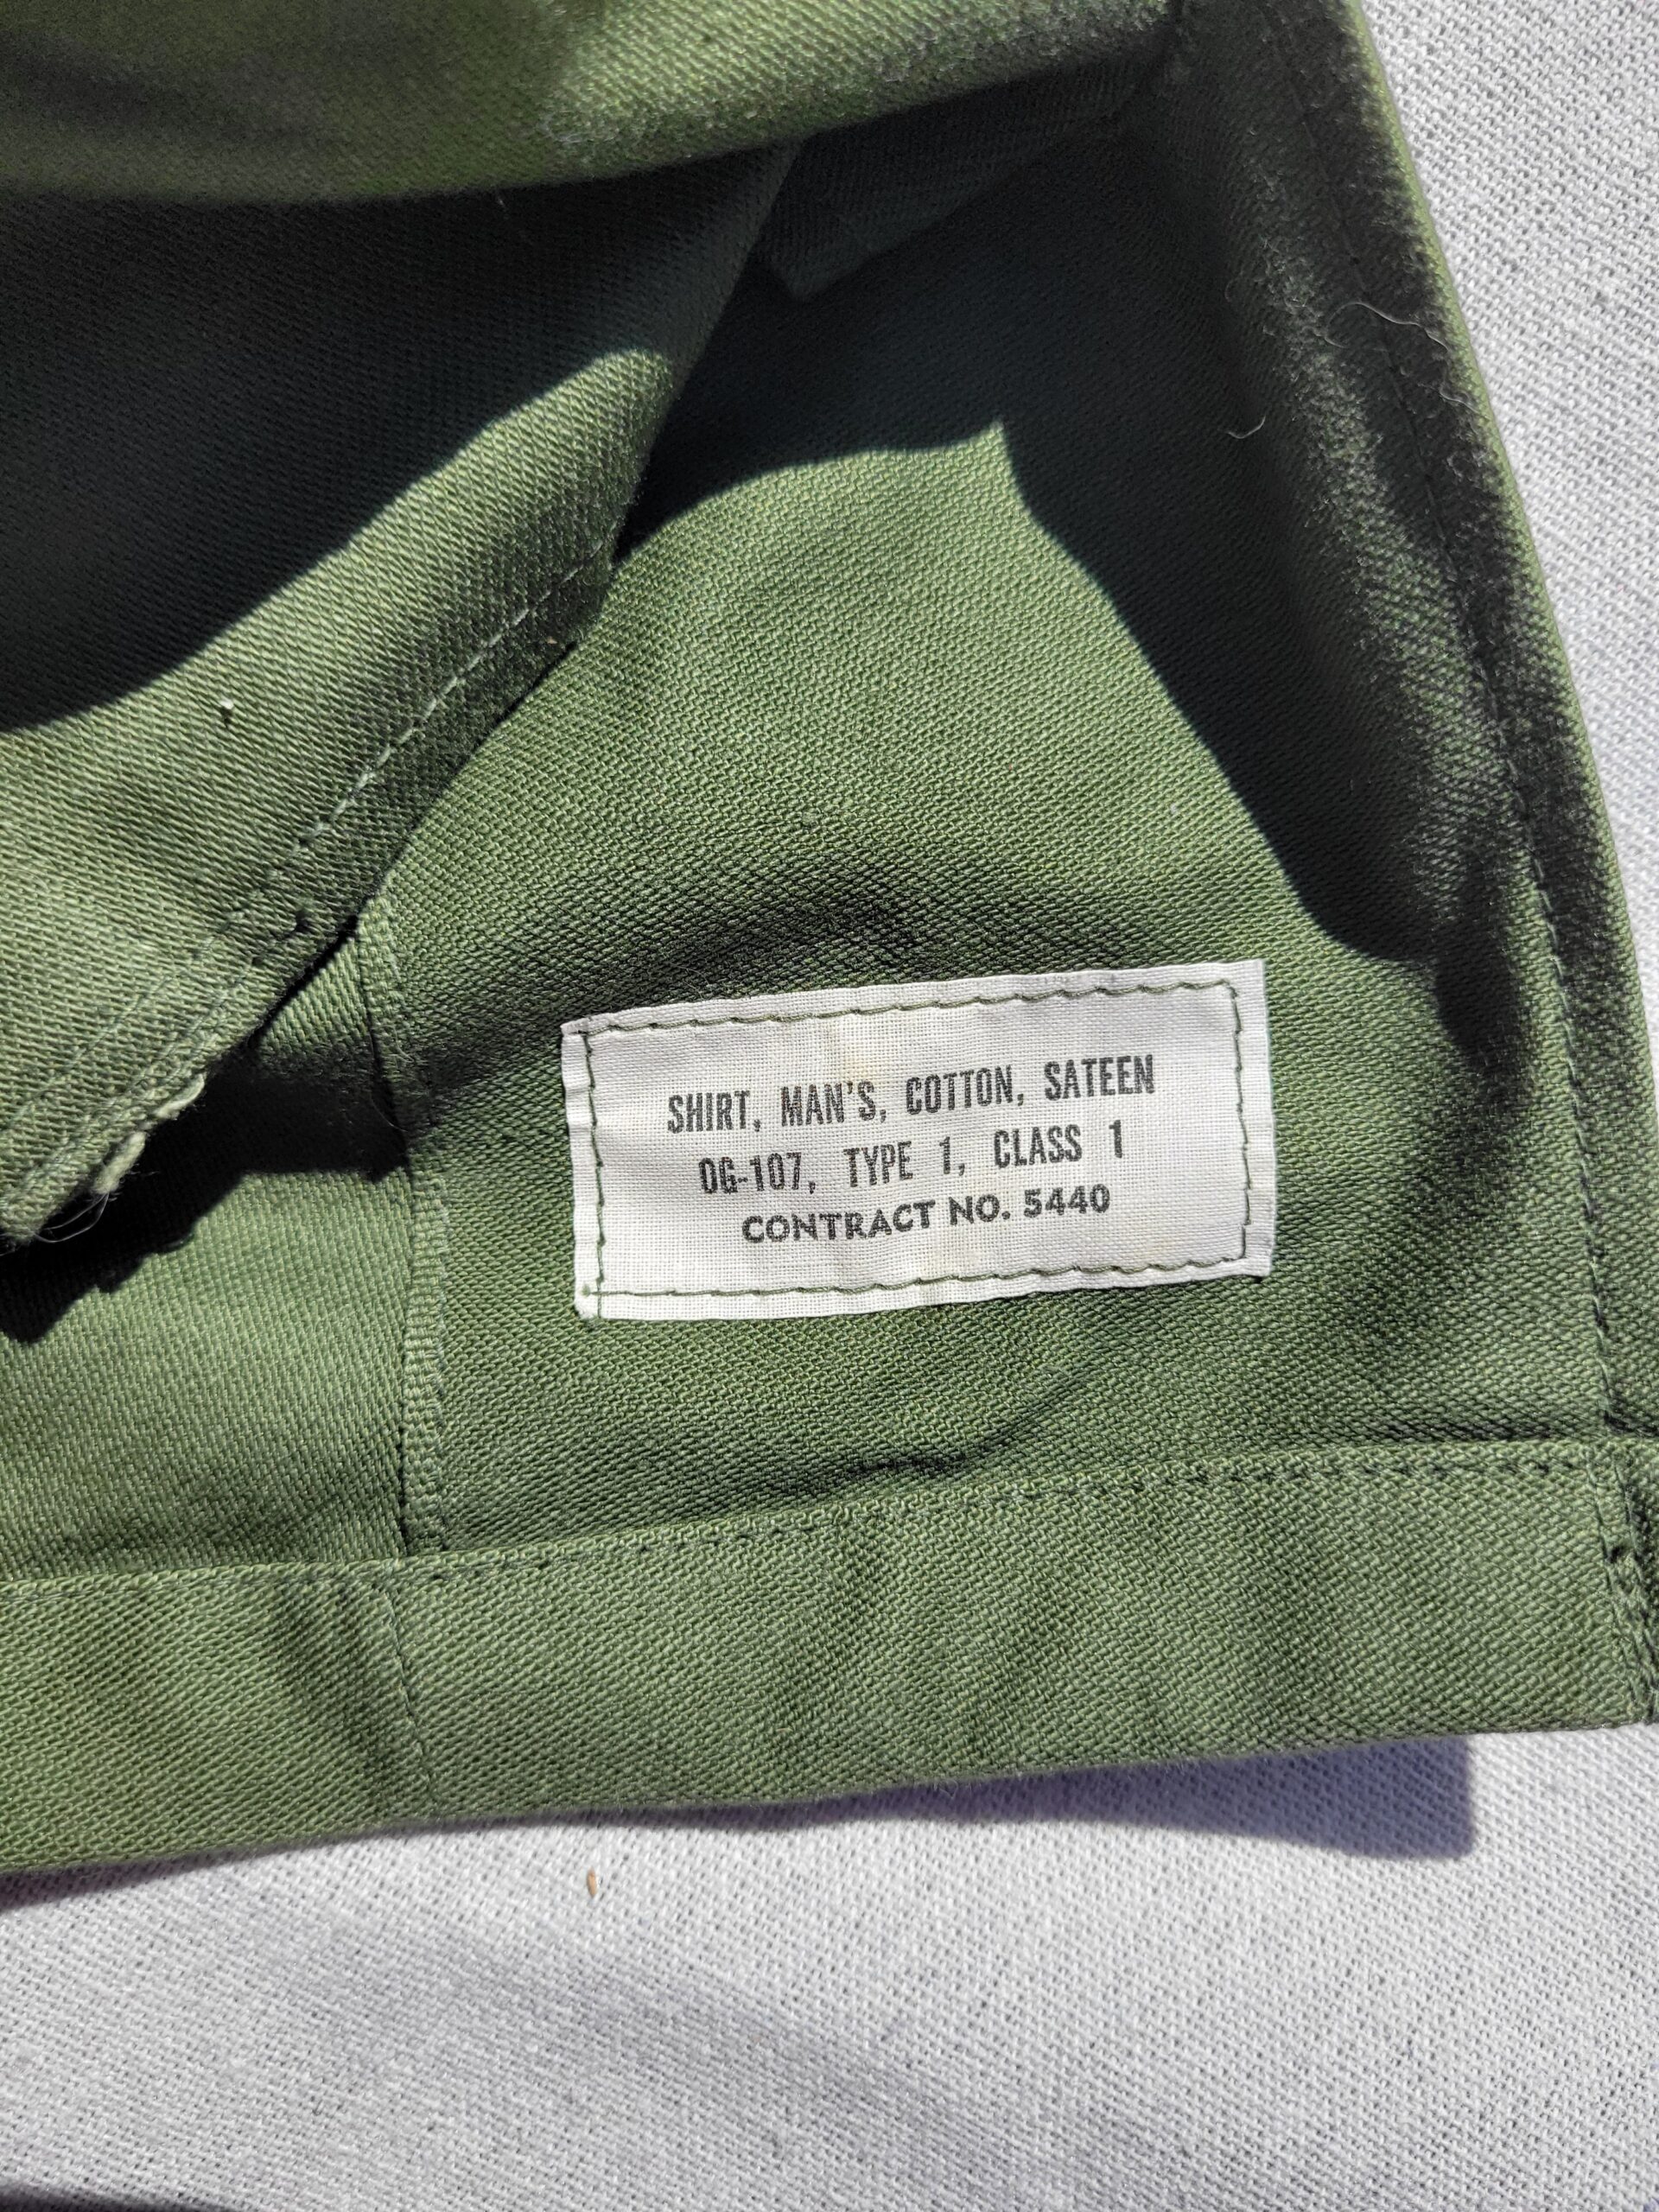 SHIRT, MAN'S, COTTON, SATEEN
OG-107, TYPE 1, CLASS 1
CONTRACT NO. 5440